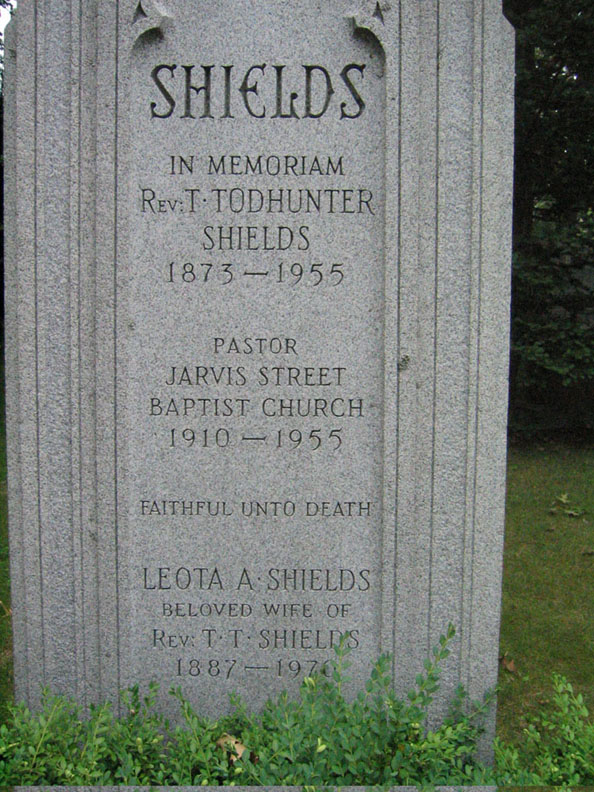 SHIELDS
IN MEMORIAM
REV: T· TODHUNTER
SHIELDS
1873 — 1955
PASTOR
JARVIS STREET
BAPTIST CHURCH
1910 — 1955
FAITHFUL UNTO DEATH
LEOTA A· SHIELDS
BELOVED WIFE OF
REV: T· T· SHIELDS
1887 —